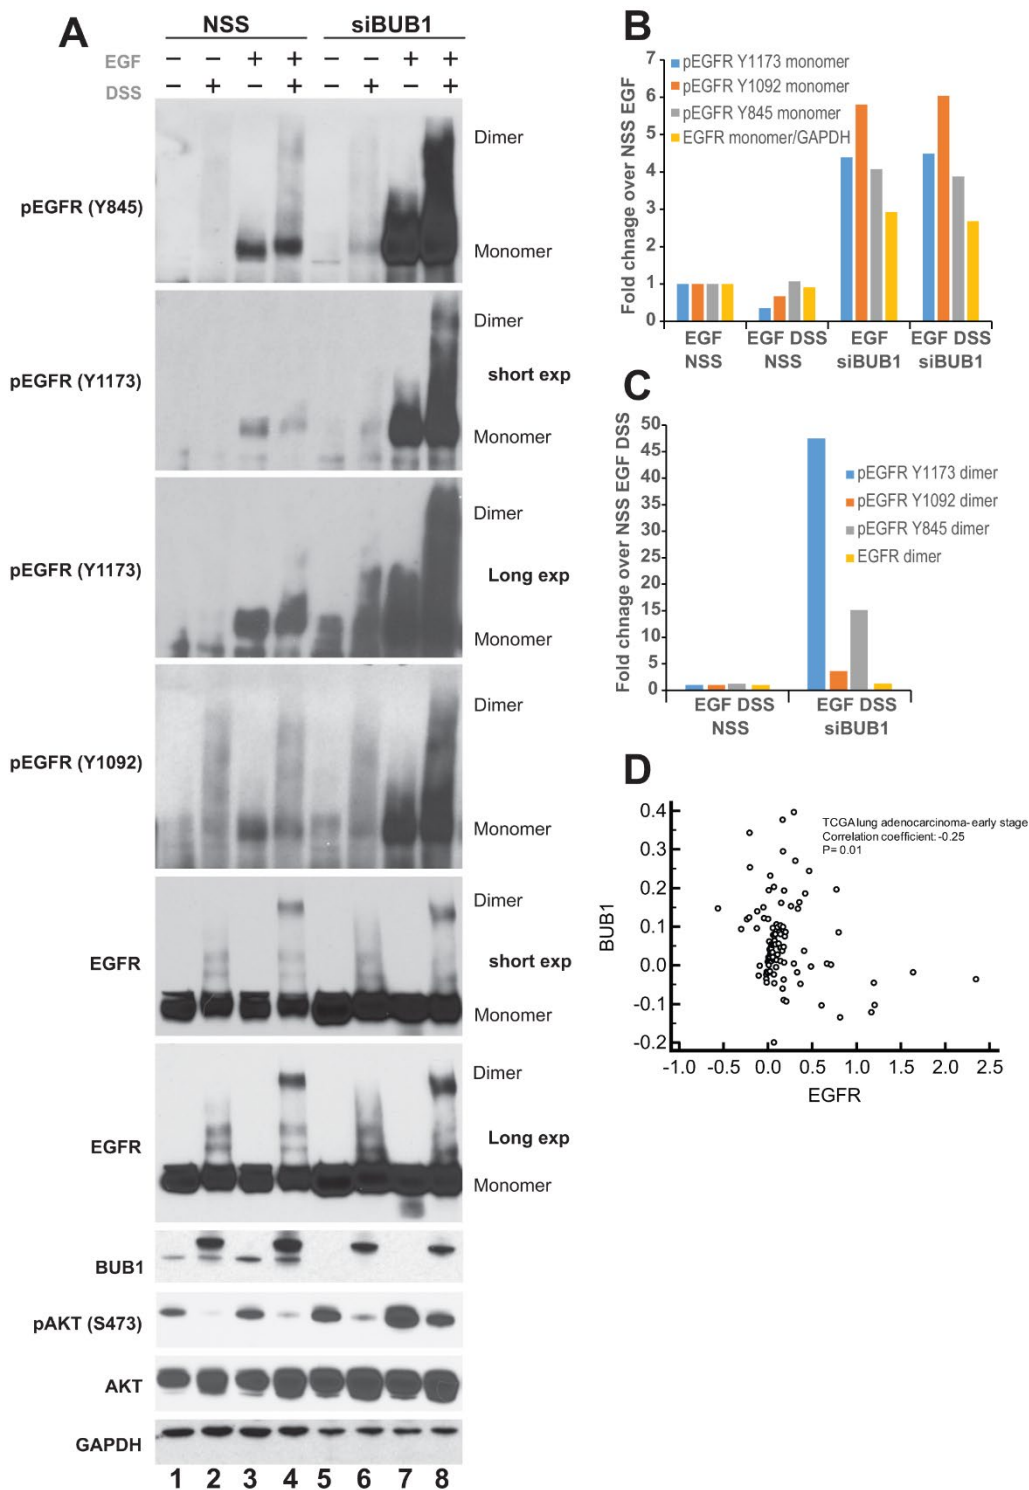 A
NSS siBUB1
EGF – – + + – – + +
DSS – + – + – + – +
pEGFR (Y845)
Dimer
Monomer
pEGFR (Y1173)
Dimer
short exp
Monomer
pEGFR (Y1173)
Dimer
Long exp
Monomer
pEGFR (Y1092)
Dimer
Monomer
EGFR
Dimer
short exp
Monomer
EGFR
Dimer
Long exp
Monomer
BUB1
pAKT (S473)
AKT
GAPDH
1 2 3 4 5 6 7 8
B
Fold chnage over NSS EGF
7
6
5
4
3
2
1
0
pEGFR Y1173 monomer
pEGFR Y1092 monomer
pEGFR Y845 monomer
EGFR monomer/GAPDH
EGF EGF DSS EGF EGF DSS
NSS NSS siBUB1 siBUB1
C
Fold chnage over NSS EGF DSS
50
45
40
35
30
25
20
15
10
5
0
pEGFR Y1173 dimer
pEGFR Y1092 dimer
pEGFR Y845 dimer
EGFR dimer
EGF DSS EGF DSS
NSS siBUB1
D
BUB1
0.4
0.3
0.2
0.1
0.0
-0.1
-0.2
TCGA lung adenocarcinoma- early stage
Correlation coefficient: -0.25
P= 0.01
-1.0 -0.5 0.0 0.5 1.0 1.5 2.0 2.5
EGFR